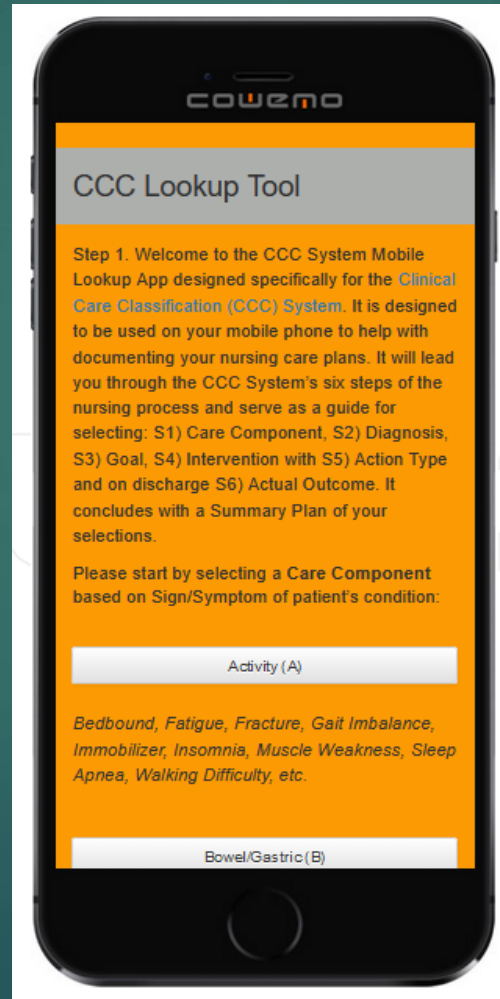 cowemo
CCC Lookup Tool
Step 1. Welcome to the CCC System Mobile
Lookup App designed specifically for the Clinical
Care Classification (CCC) System. It is designed
to be used on your mobile phone to help with
documenting your nursing care plans. It will lead
you through the CCC System's six steps of the
nursing process and serve as a guide for
selecting: S1) Care Component, S2) Diagnosis,
S3) Goal, S4) Intervention with S5) Action Type
and on discharge S6) Actual Outcome. It
concludes with a Summary Plan of your
selections.
Please start by selecting a Care Component
based on Sign/Symptom of patient's condition:
Activity (A)
Bedbound, Fatigue, Fracture, Gait Imbalance,
Immobilizer, Insomnia, Muscle Weakness, Sleep
Apnea, Walking Difficulty, etc.
Bowel/Gastric (B)